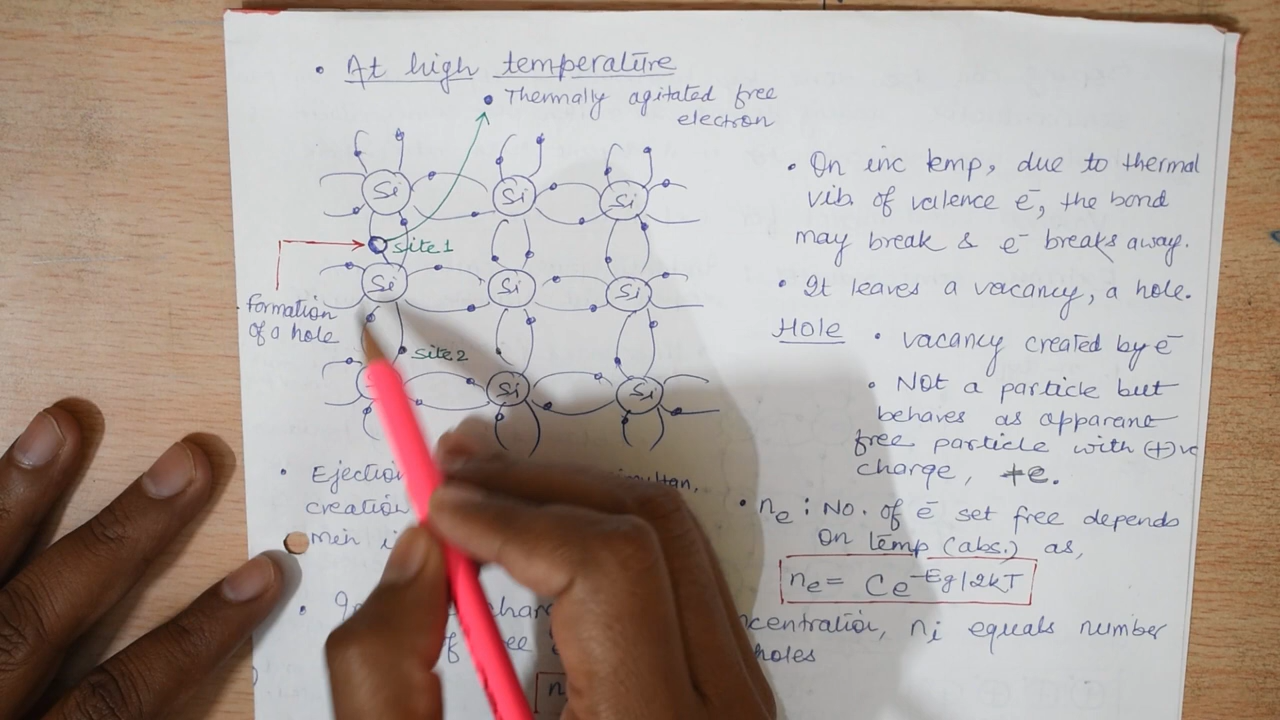 • At high temperature
• Thermally agitated free
electron
Si Si Si
site 1
Si Si Si
Formation
of a hole
site 2
Si Si
• Ejection
creation
• On inc temp, due to thermal
vib. of valence ē, the bond
may break & e⁻ breaks away.
• It leaves a vacancy, a hole.
Hole • vacancy created by ē
• Not a particle but
behaves as apparant
free particle with (+)ve
charge, +e.
• ne : No. of ē set free depends
on temp (abs.) as,
ne = Ce^-Eg/2kT
ncentration, ni equals number
holes